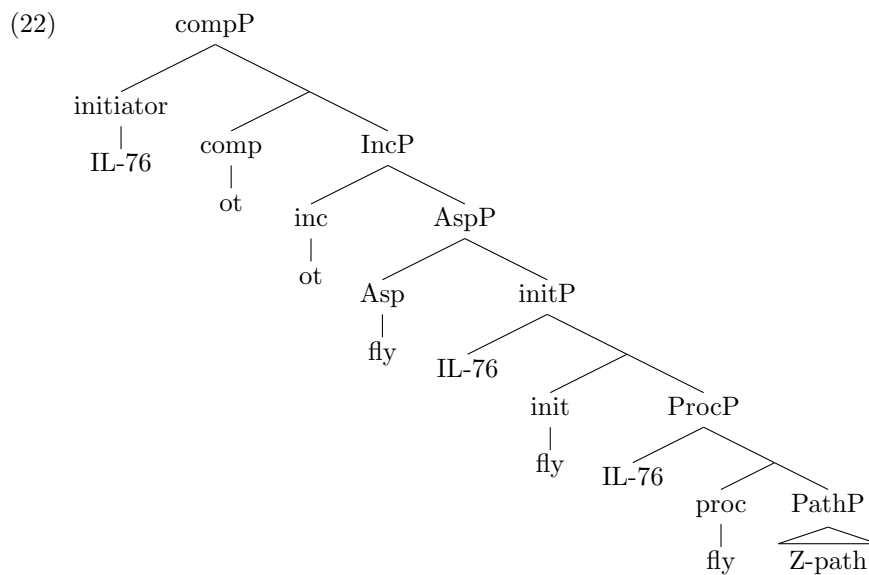 (22) compP
initiator
comp IncP
IL-76
ot
inc AspP
ot
Asp initP
fly
IL-76
init ProcP
fly
IL-76
proc PathP
fly Z-path